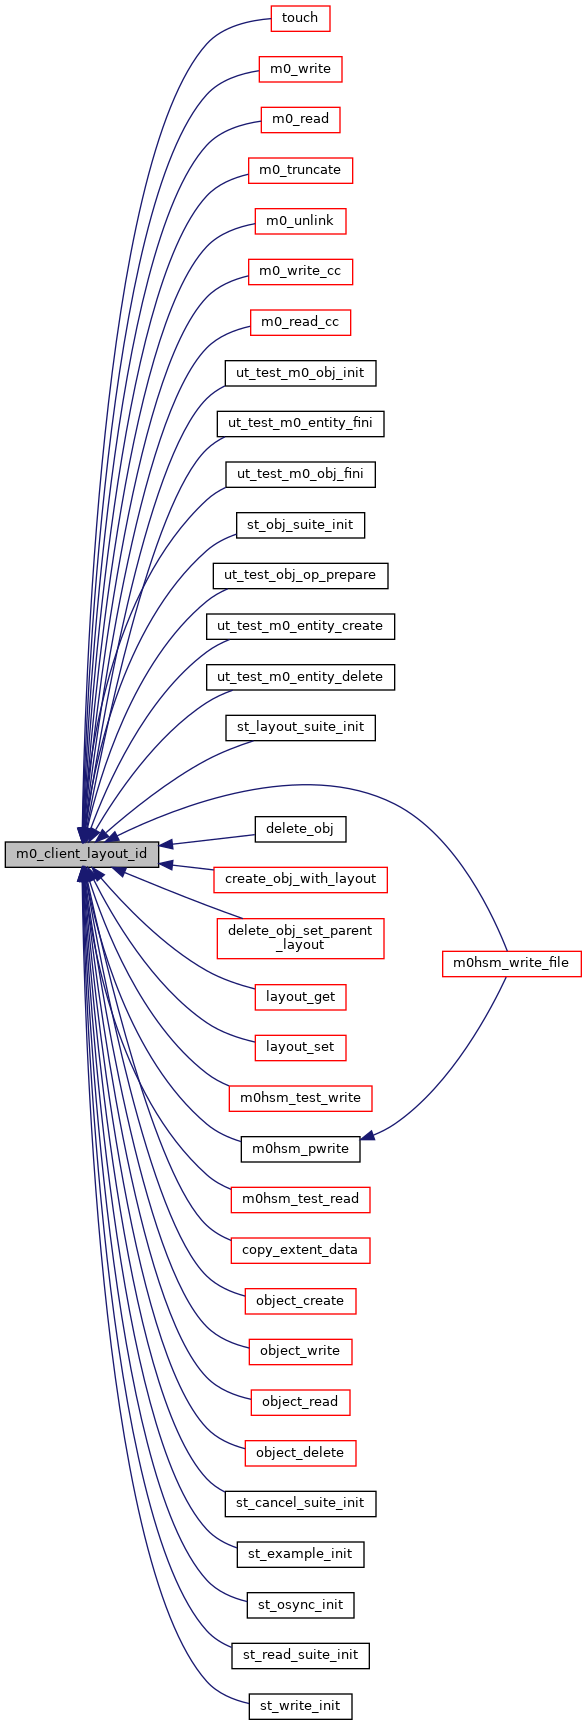 touch
m0_write
m0_read
m0_truncate
m0_unlink
m0_write_cc
m0_read_cc
ut_test_m0_obj_init
ut_test_m0_entity_fini
ut_test_m0_obj_fini
st_obj_suite_init
ut_test_obj_op_prepare
ut_test_m0_entity_create
ut_test_m0_entity_delete
st_layout_suite_init
delete_obj
m0_client_layout_id
create_obj_with_layout
delete_obj_set_parent
_layout
m0hsm_write_file
layout_get
layout_set
m0hsm_test_write
m0hsm_pwrite
m0hsm_test_read
copy_extent_data
object_create
object_write
object_read
object_delete
st_cancel_suite_init
st_example_init
st_osync_init
st_read_suite_init
st_write_init